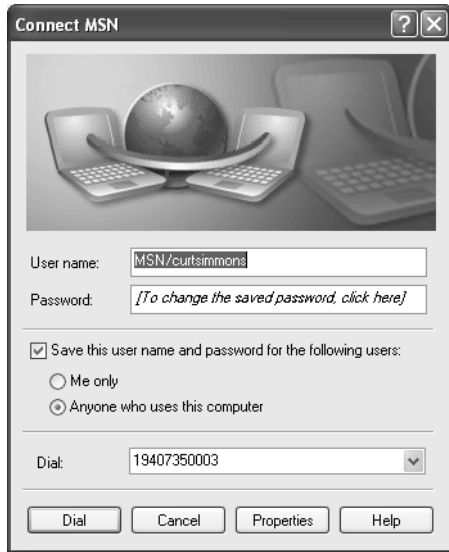 Connect MSN
User name: MSN/curtsimmons
Password: [To change the saved password, click here]
Save this user name and password for the following users:
Me only
Anyone who uses this computer
Dial: 19407350003
Dial Cancel Properties Help